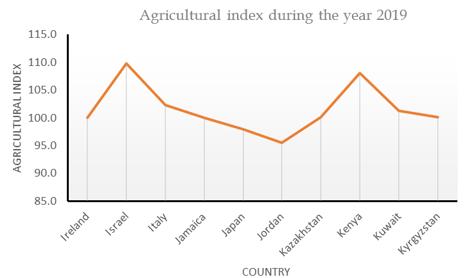 Agricultural index during the year 2019
AGRICULTURAL INDEX
115.0
110.0
105.0
100.0
95.0
90.0
85.0
Ireland
Israel
Italy
Jamaica
Japan
Jordan
Kazakhstan
Kenya
Kuwait
Kyrgyzstan
COUNTRY